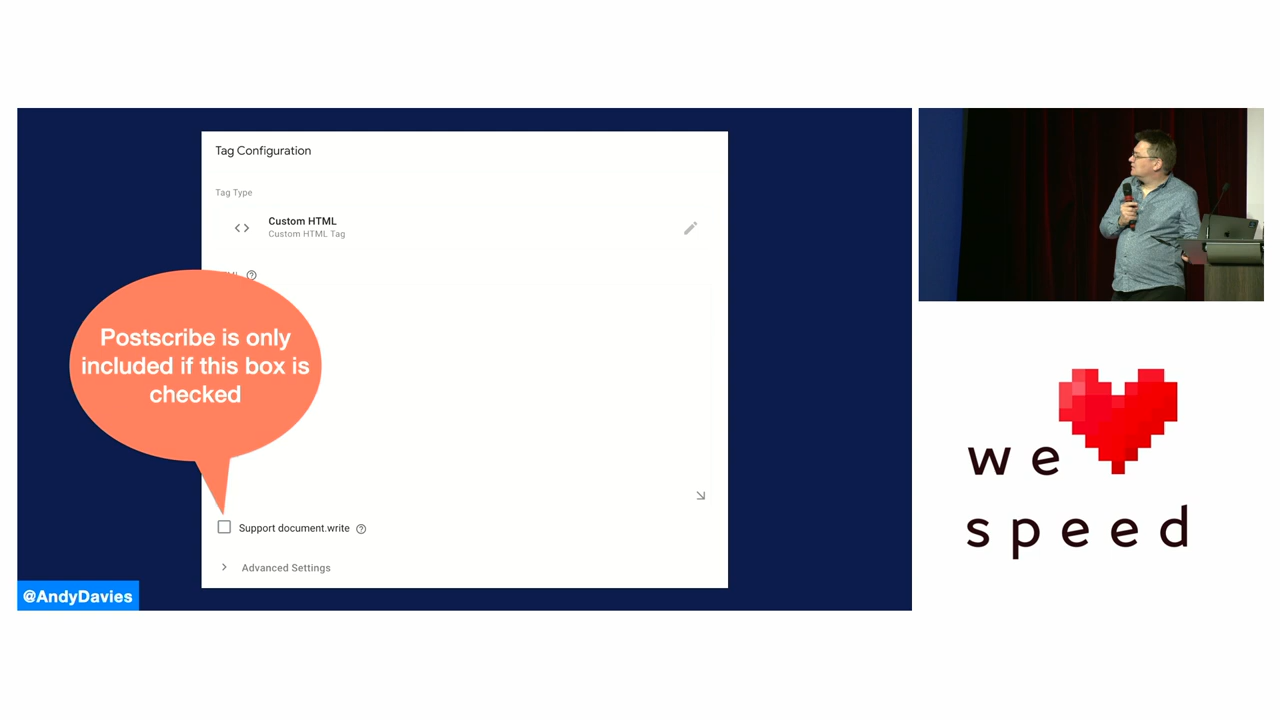 Tag Configuration
Tag Type
Custom HTML
Custom HTML Tag
Postscribe is only
included if this box is
checked
Support document.write
Advanced Settings
@AndyDavies
we
speed